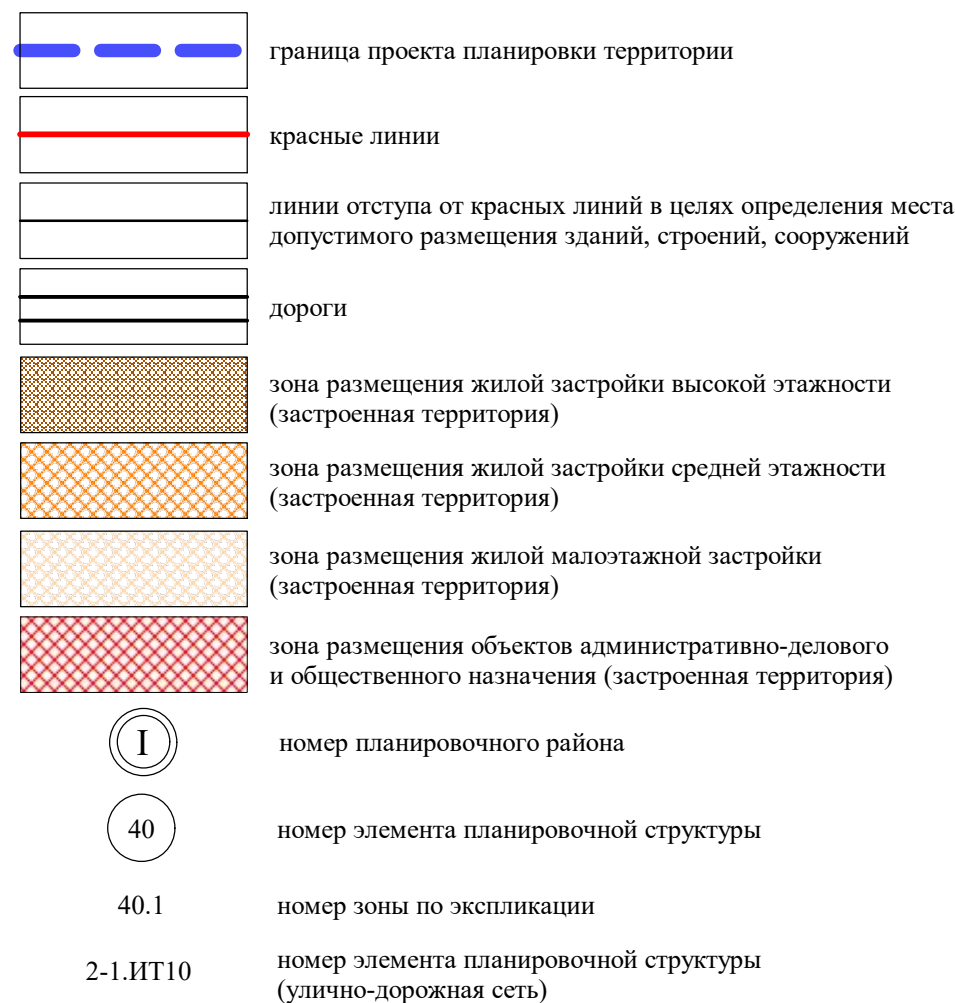 граница проекта планировки территории
красные линии
линии отступа от красных линий в целях определения места
допустимого размещения зданий, строений, сооружений
дороги
зона размещения жилой застройки высокой этажности
(застроенная территория)
зона размещения жилой застройки средней этажности
(застроенная территория)
зона размещения жилой малоэтажной застройки
(застроенная территория)
зона размещения объектов административно-делового
и общественного назначения (застроенная территория)
I номер планировочного района
40 номер элемента планировочной структуры
40.1 номер зоны по экспликации
2-1.ИТ10 номер элемента планировочной структуры
(улично-дорожная сеть)